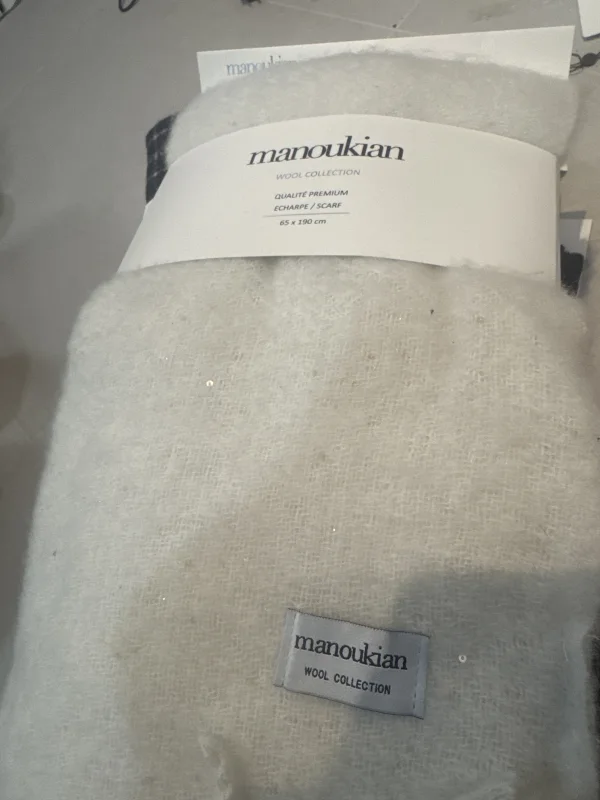 manoukian
WOOL COLLECTION
QUALITÉ PREMIUM
ECHARPE / SCARF
65 x 190 cm
manoukian
WOOL COLLECTION